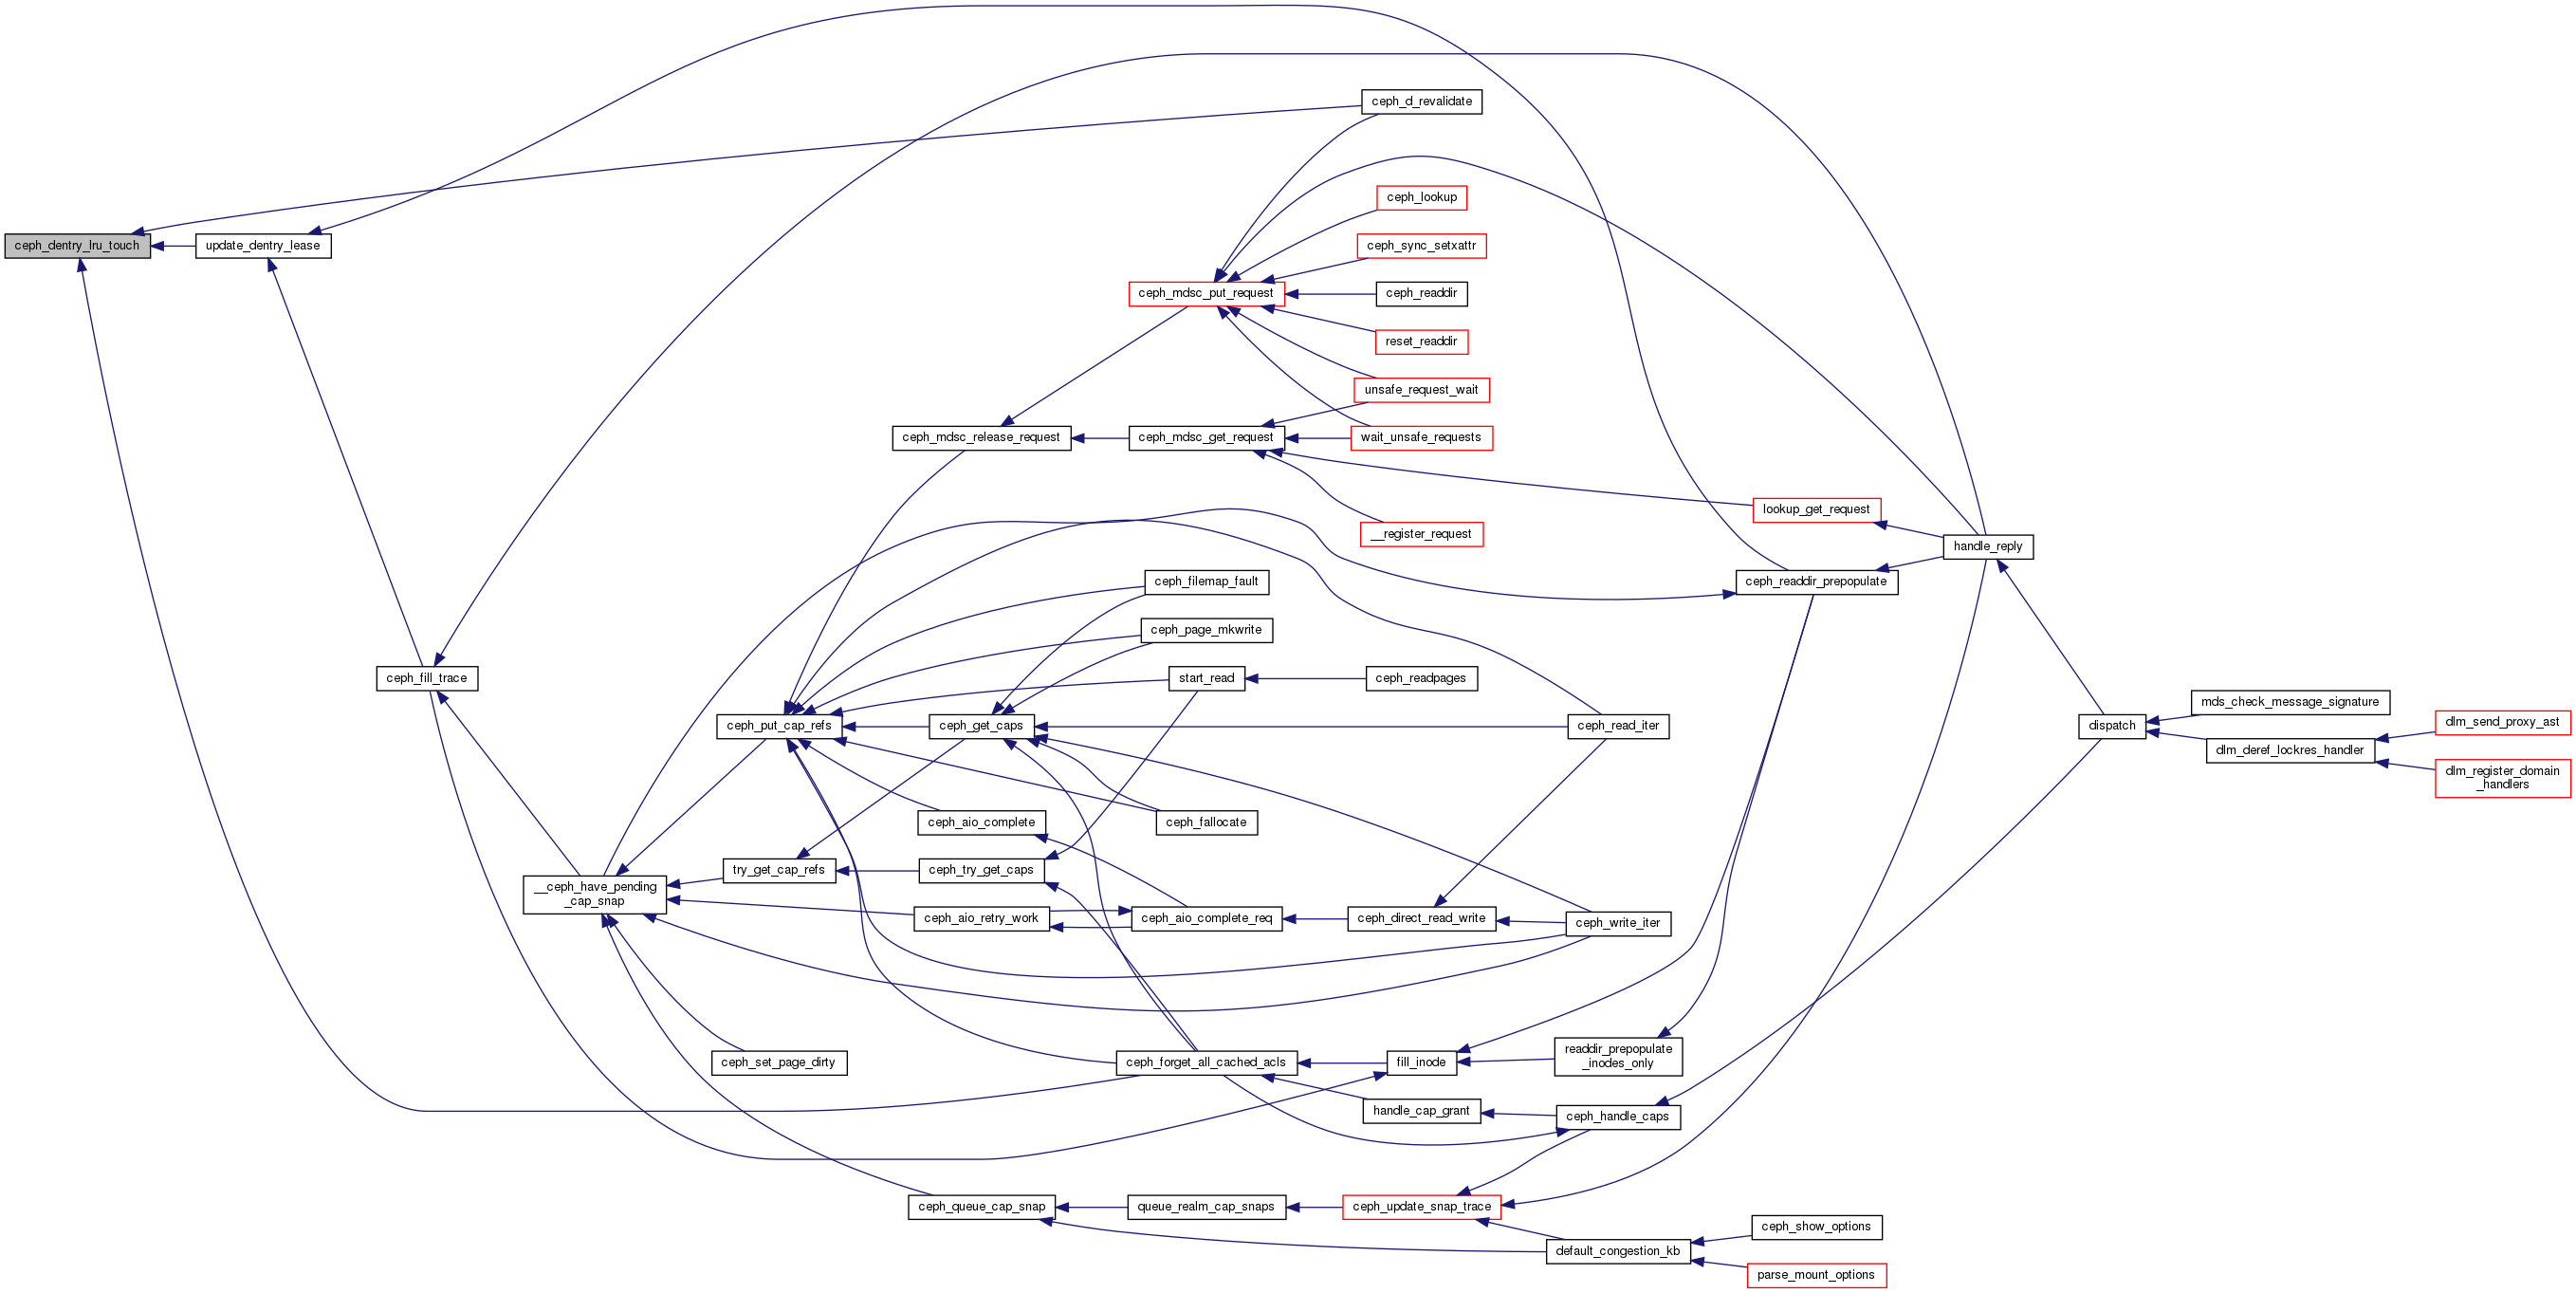 ceph_d_revalidate
ceph_lookup
ceph_dentry_lru_touch
update_dentry_lease
ceph_sync_setxattr
ceph_mdsc_put_request
ceph_readdir
reset_readdir
unsafe_request_wait
ceph_mdsc_release_request
ceph_mdsc_get_request
wait_unsafe_requests
lookup_get_request
__register_request
handle_reply
ceph_filemap_fault
ceph_readdir_prepopulate
ceph_page_mkwrite
ceph_fill_trace
start_read
ceph_readpages
mds_check_message_signature
ceph_put_cap_refs
ceph_get_caps
ceph_read_iter
dispatch
dlm_send_proxy_ast
dlm_deref_lockres_handler
dlm_register_domain
_handlers
ceph_aio_complete
ceph_fallocate
try_get_cap_refs
ceph_try_get_caps
__ceph_have_pending
_cap_snap
ceph_aio_retry_work
ceph_aio_complete_req
ceph_direct_read_write
ceph_write_iter
ceph_set_page_dirty
ceph_forget_all_cached_acls
fill_inode
readdir_prepopulate
_inodes_only
handle_cap_grant
ceph_handle_caps
ceph_queue_cap_snap
queue_realm_cap_snaps
ceph_update_snap_trace
ceph_show_options
default_congestion_kb
parse_mount_options